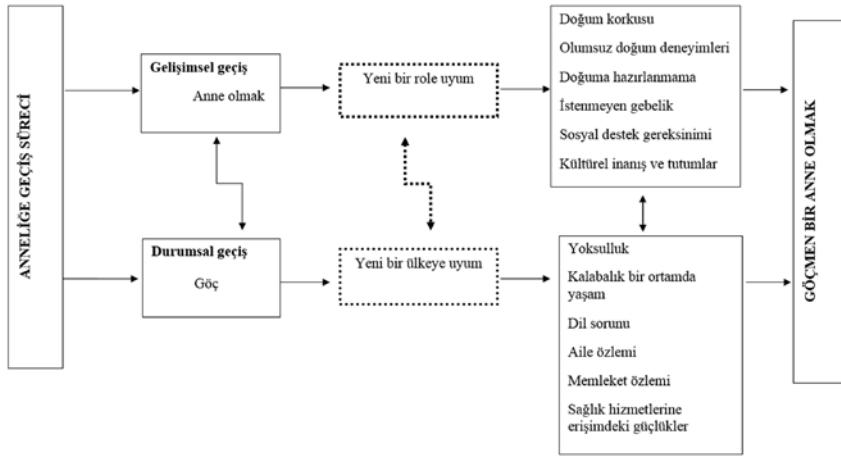 ANNELİĞE GEÇİŞ SÜRECİ
Gelişimsel geçiş
Anne olmak
Yeni bir role uyum
Doğum korkusu
Olumsuz doğum deneyimleri
Doğuma hazırlanmama
İstenmeyen gebelik
Sosyal destek gereksinimi
Kültürel inanış ve tutumlar
Durumsal geçiş
Göç
Yeni bir ülkeye uyum
Yoksulluk
Kalabalık bir ortamda
yaşam
Dil sorunu
Aile özlemi
Memleket özlemi
Sağlık hizmetlerine
erişimdeki güçlükler
GÖÇMEN BİR ANNE OLMAK